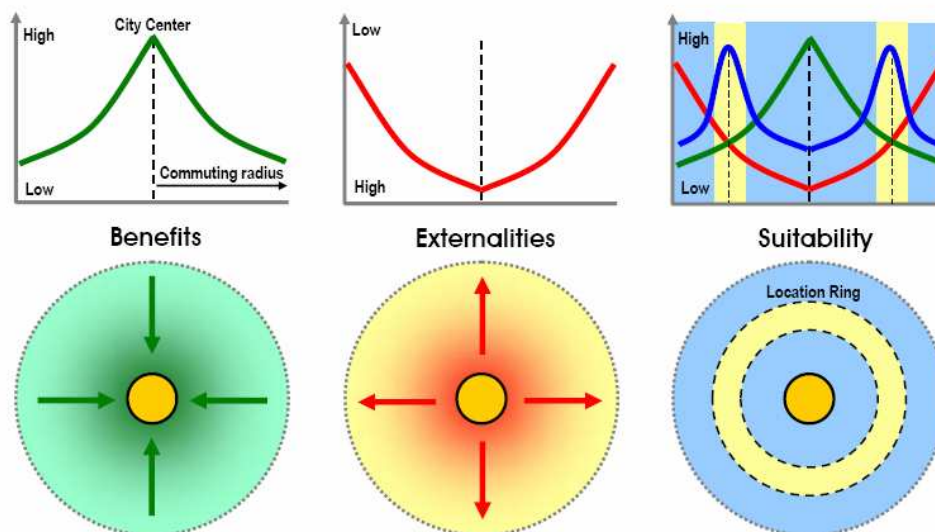 High
City Center
Low
Commuting radius
Low
High
High
Low
Benefits
Externalities
Suitability
Location Ring